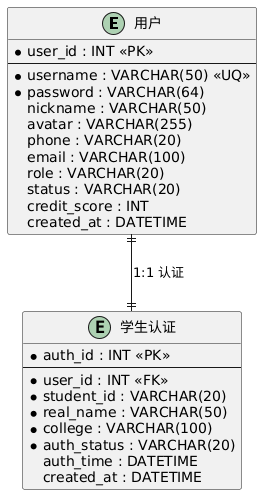 E 用户
user_id : INT «PK»
username : VARCHAR(50) «UQ»
password : VARCHAR(64)
nickname : VARCHAR(50)
avatar : VARCHAR(255)
phone : VARCHAR(20)
email : VARCHAR(100)
role : VARCHAR(20)
status : VARCHAR(20)
credit_score : INT
created_at : DATETIME
1:1 认证
E 学生认证
auth_id : INT «PK»
user_id : INT «FK»
student_id : VARCHAR(20)
real_name : VARCHAR(50)
college : VARCHAR(100)
auth_status : VARCHAR(20)
auth_time : DATETIME
created_at : DATETIME